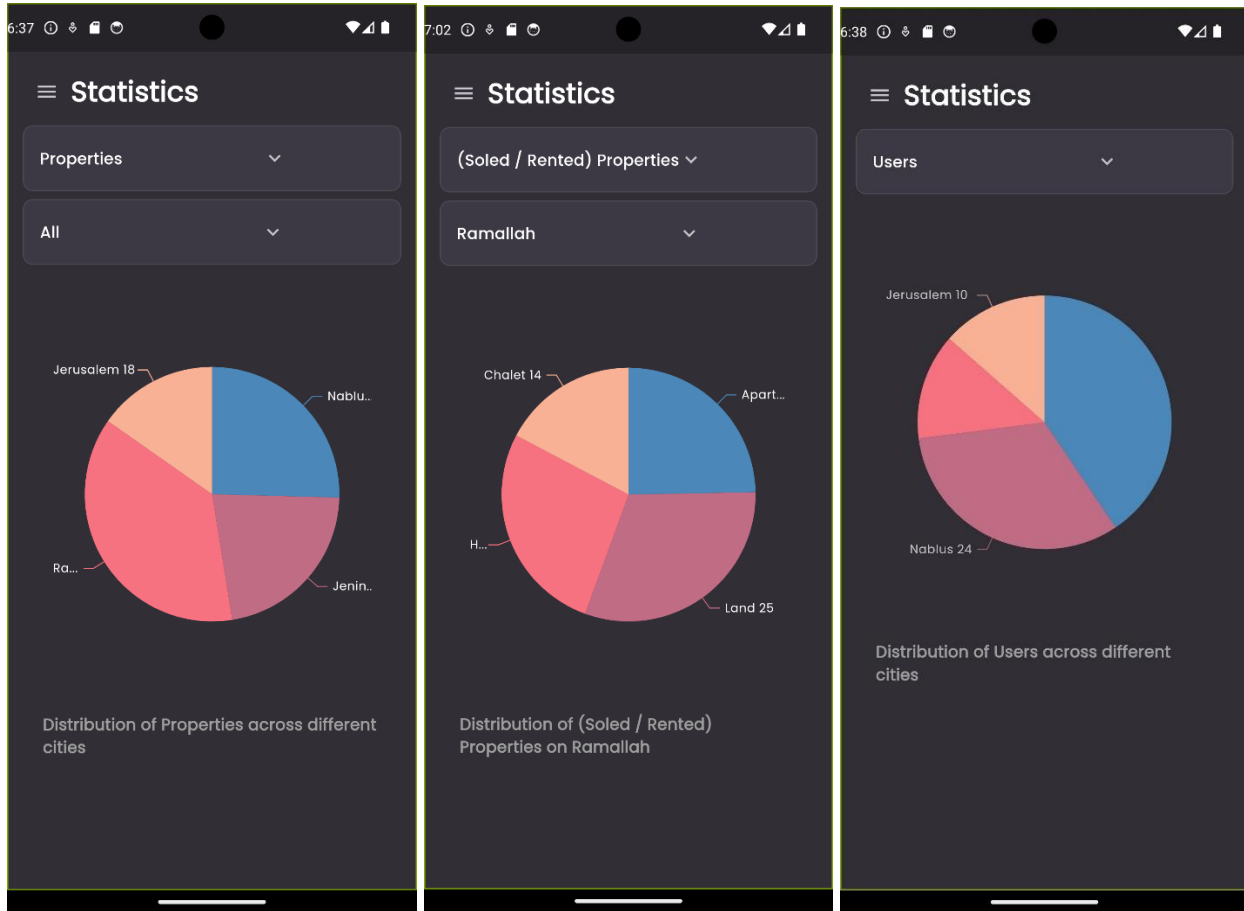 6:37
Statistics
Properties
All
Jerusalem 18
Nablu...
Ra...
Jenin...
Distribution of Properties across different
cities
7:02
Statistics
(Soled / Rented) Properties
Ramallah
Chalet 14
Apart...
H...
Land 25
Distribution of (Soled / Rented)
Properties on Ramallah
6:38
Statistics
Users
Jerusalem 10
Nablus 24
Distribution of Users across different
cities